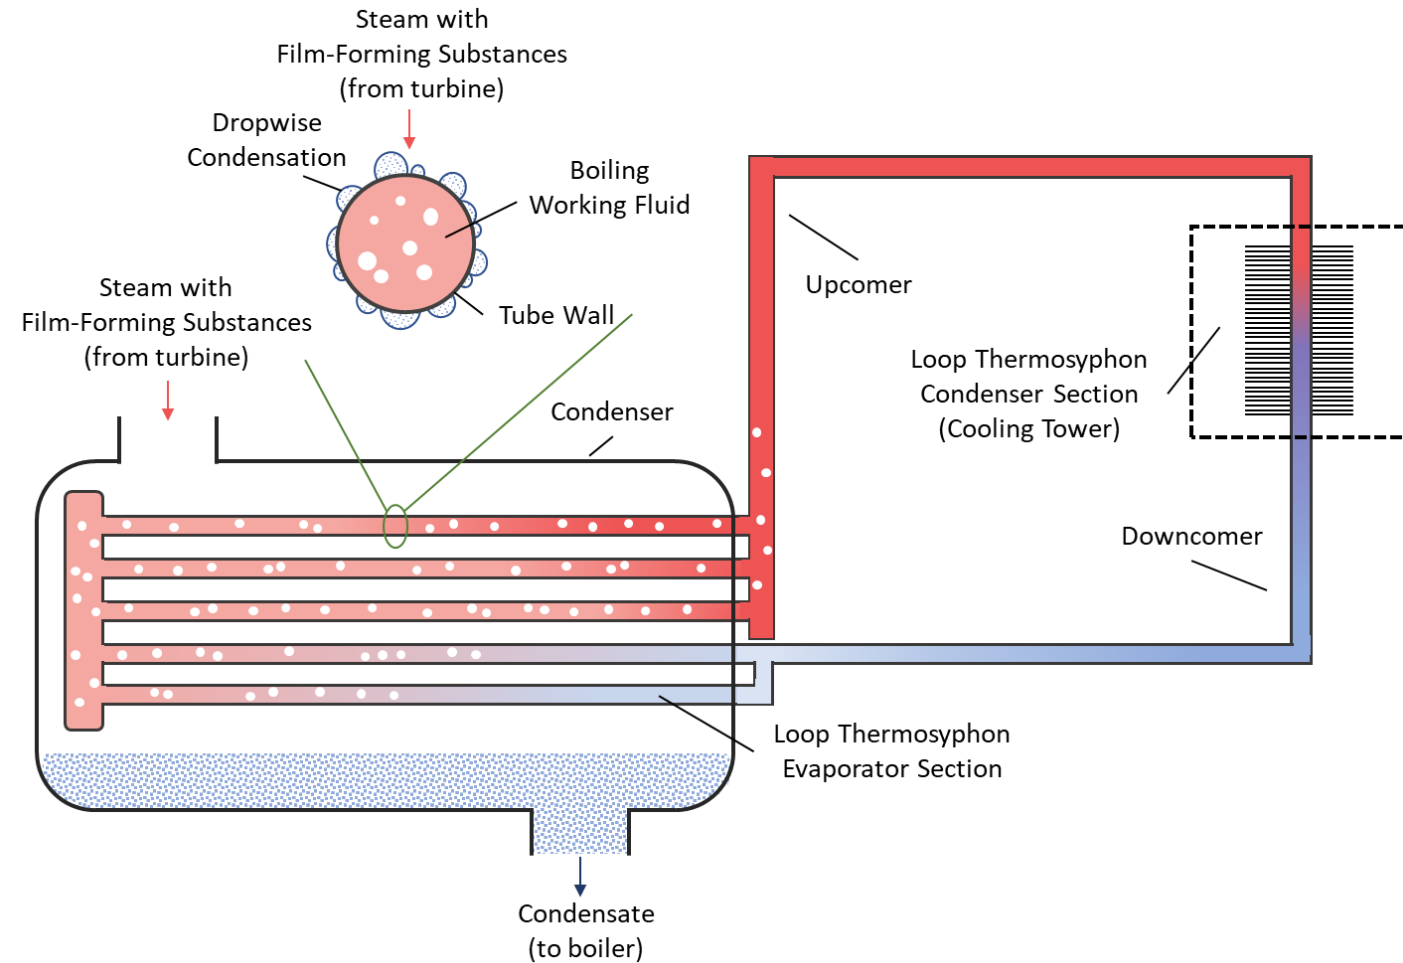 Steam with
Film-Forming Substances
(from turbine)
Dropwise
Condensation
Boiling
Working Fluid
Tube Wall
Steam with
Film-Forming Substances
(from turbine)
Condenser
Upcomer
Loop Thermosyphon
Condenser Section
(Cooling Tower)
Downcomer
Loop Thermosyphon
Evaporator Section
Condensate
(to boiler)